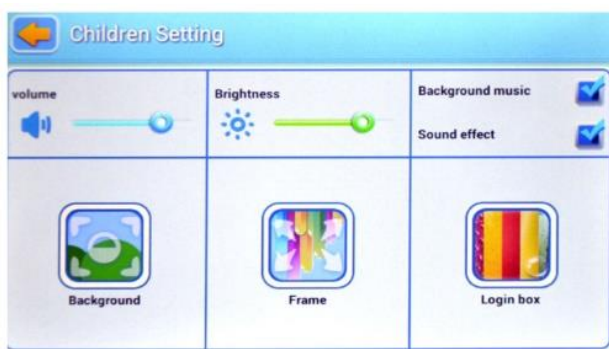 Children Setting
volume
Brightness
Background music
Sound effect
Background
Frame
Login box